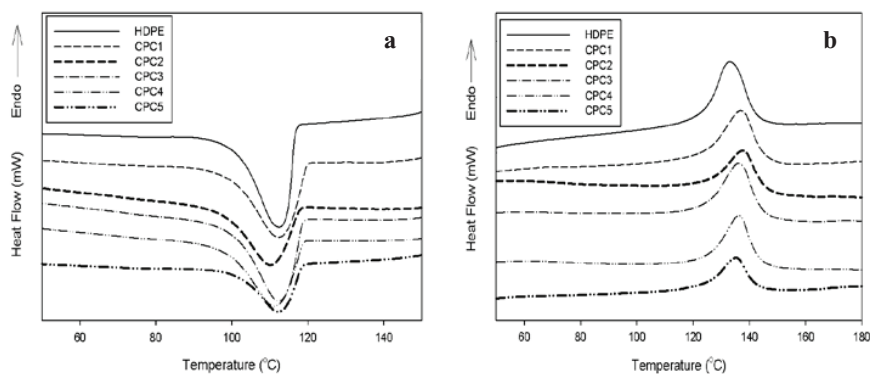 HDPE
CPC1
CPC2
CPC3
CPC4
CPC5
a
Heat Flow (mW)
Endo
60
80
100
120
140
Temperature (°C)
HDPE
CPC1
CPC2
CPC3
CPC4
CPC5
b
Heat Flow (mW)
Endo
60
80
100
120
140
160
180
Temperature (°C)